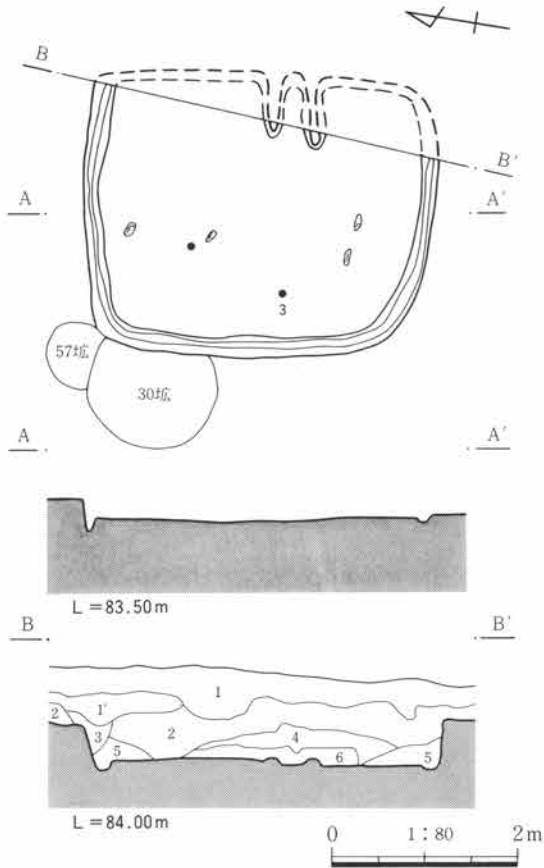 B
B'
A A'
3
57坑
30坑
A A'
L=83.50m
B B'
1
1'
2 3 2 4
5 6 5
L=84.00m
0 1:80 2m